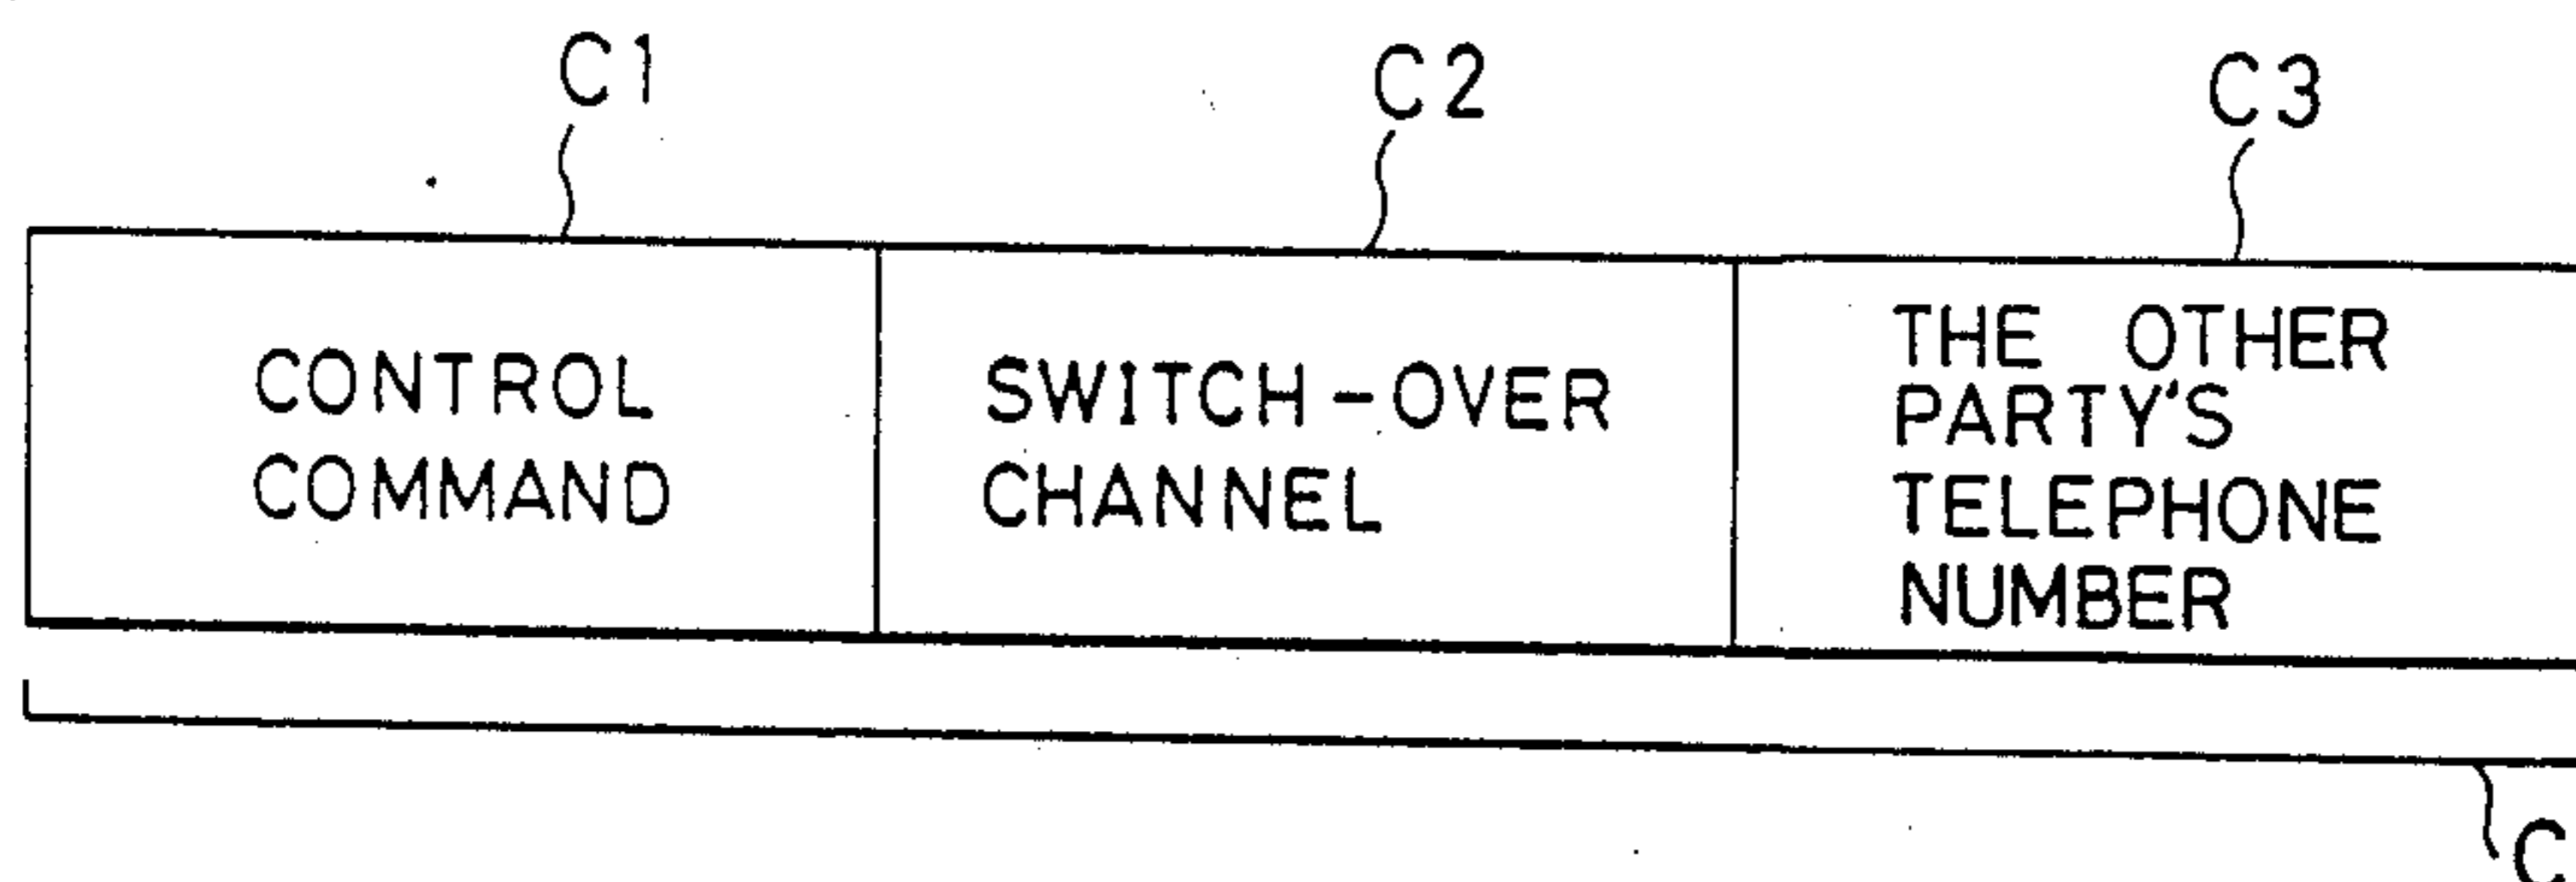 C1 C2 C3
CONTROL
COMMAND
SWITCH-OVER
CHANNEL
THE OTHER
PARTY'S
TELEPHONE
NUMBER
C